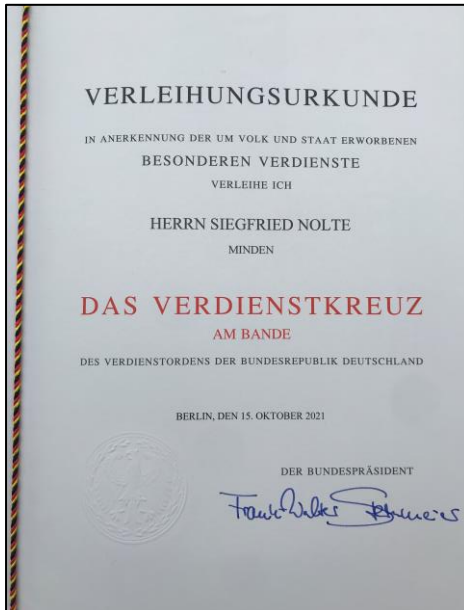 VERLEIHUNGSURKUNDE
IN ANERKENNUNG DER UM VOLK UND STAAT ERWORBENEN
BESONDEREN VERDIENSTE
VERLEIHE ICH
HERRN SIEGFRIED NOLTE
MINDEN
DAS VERDIENSTKREUZ
AM BANDE
DES VERDIENSTORDENS DER BUNDESREPUBLIK DEUTSCHLAND
BERLIN, DEN 15. OKTOBER 2021
DER BUNDESPRÄSIDENT
Frank-Walter Steinmeier